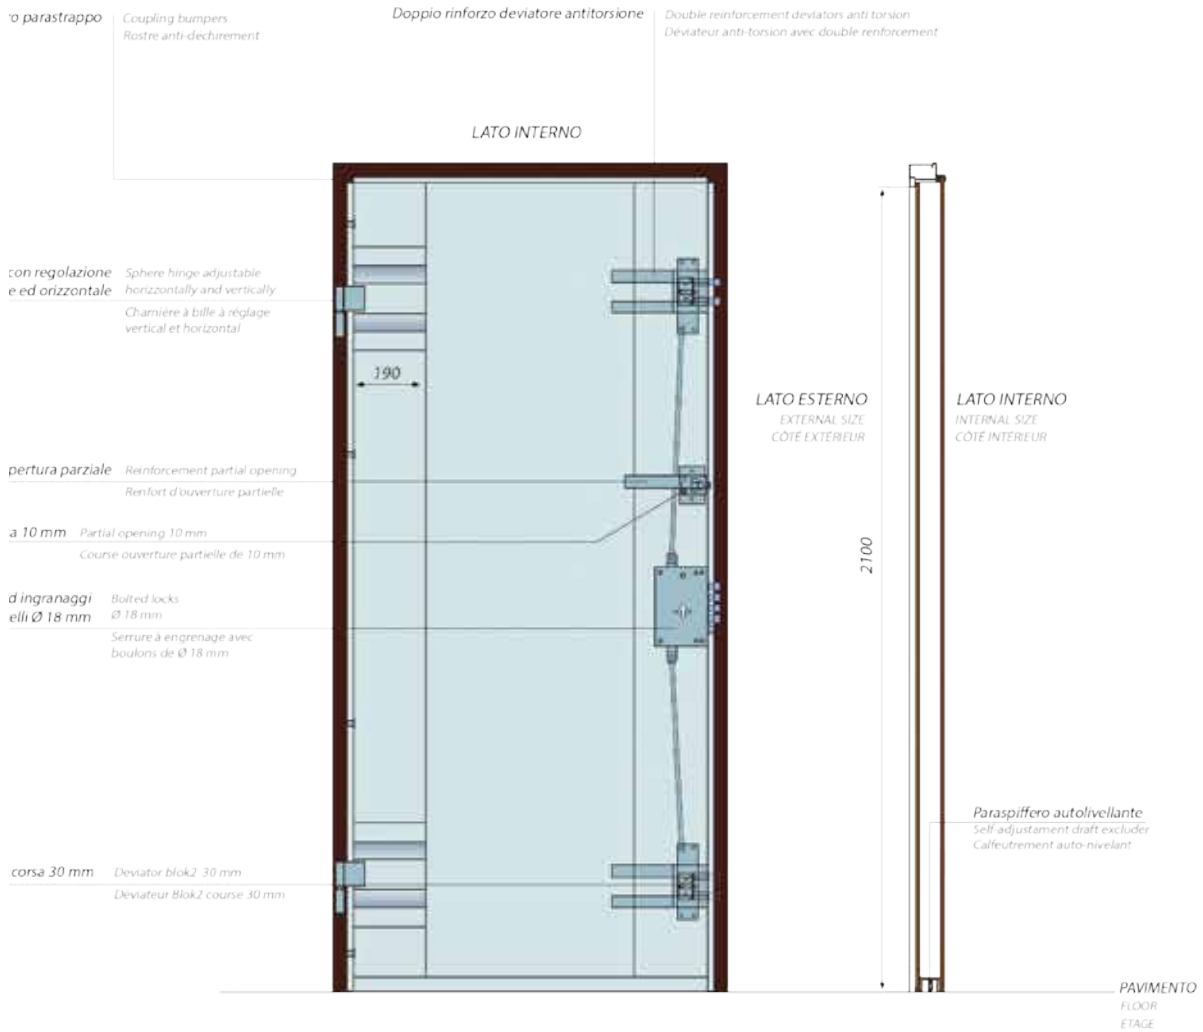 ro parastrappo
Coupling bumpers
Rostre anti-déchirement
Doppio rinforzo deviatore antitorsione
Double reinforcement deviators anti torsion
Déviateur anti-torsion avec double renforcement
LATO INTERNO
con regolazione
e ed orizzontale
Sphere hinge adjustable
horizzontally and vertically
Charnière à bille à réglage
vertical et horizontal
190
LATO ESTERNO
EXTERNAL SIZE
CÔTÉ EXTÉRIEUR
LATO INTERNO
INTERNAL SIZE
CÔTÉ INTÉRIEUR
pertura parziale
Reinforcement partial opening
Renfort d'ouverture partielle
a 10 mm
Partial opening 10 mm
Course ouverture partielle de 10 mm
2100
d ingranaggi
elli Ø 18 mm
Bolted locks
Ø 18 mm
Serrure à engrenage avec
boulons de Ø 18 mm
Paraspiffero autolivellante
Self-adjustament draft excluder
Calfeutrement auto-nivelant
corsa 30 mm
Deviator blok2 30 mm
Déviateur Blok2 course 30 mm
PAVIMENTO
FLOOR
ÉTAGE